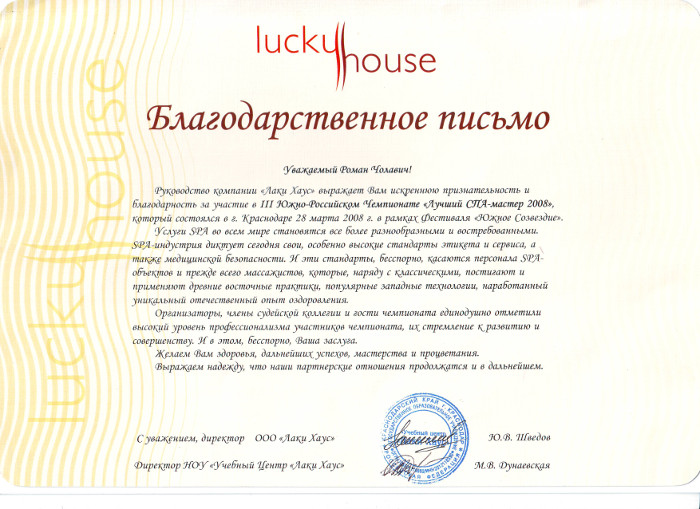 lucky
house
lucky house
Благодарственное письмо
Уважаемый Роман Чолавич!
Руководство компании «Лаки Хаус» выражает Вам искреннюю признательность и
благодарность за участие в III Южно-Российском Чемпионате «Лучший СПА-мастер 2008»,
который состоялся в г. Краснодаре 28 марта 2008 г. в рамках Фестиваля «Южное Созвездие».
Услуги SPA во всем мире становятся все более разнообразными и востребованными.
SPA-индустрия диктует сегодня свои, особенно высокие стандарты этикета и сервиса, а
также медицинской безопасности. И эти стандарты, бесспорно, касаются персонала SPA-
объектов и прежде всего массажистов, которые, наряду с классическими, постигают и
применяют древние восточные практики, популярные западные технологии, наработанный
уникальный отечественный опыт оздоровления.
Организаторы, члены судейской коллегии и гости чемпионата единодушно отметили
высокий уровень профессионализма участников чемпионата, их стремление к развитию и
совершенству. И в этом, бесспорно, Ваша заслуга.
Желаем Вам здоровья, дальнейших успехов, мастерства и процветания.
Выражаем надежду, что наши партнерские отношения продолжатся и в дальнейшем.
С уважением, директор ООО «Лаки Хаус» Ю.В. Шведов
Директор НОУ «Учебный Центр «Лаки Хаус» М.В. Дунаевская
Учебный центр